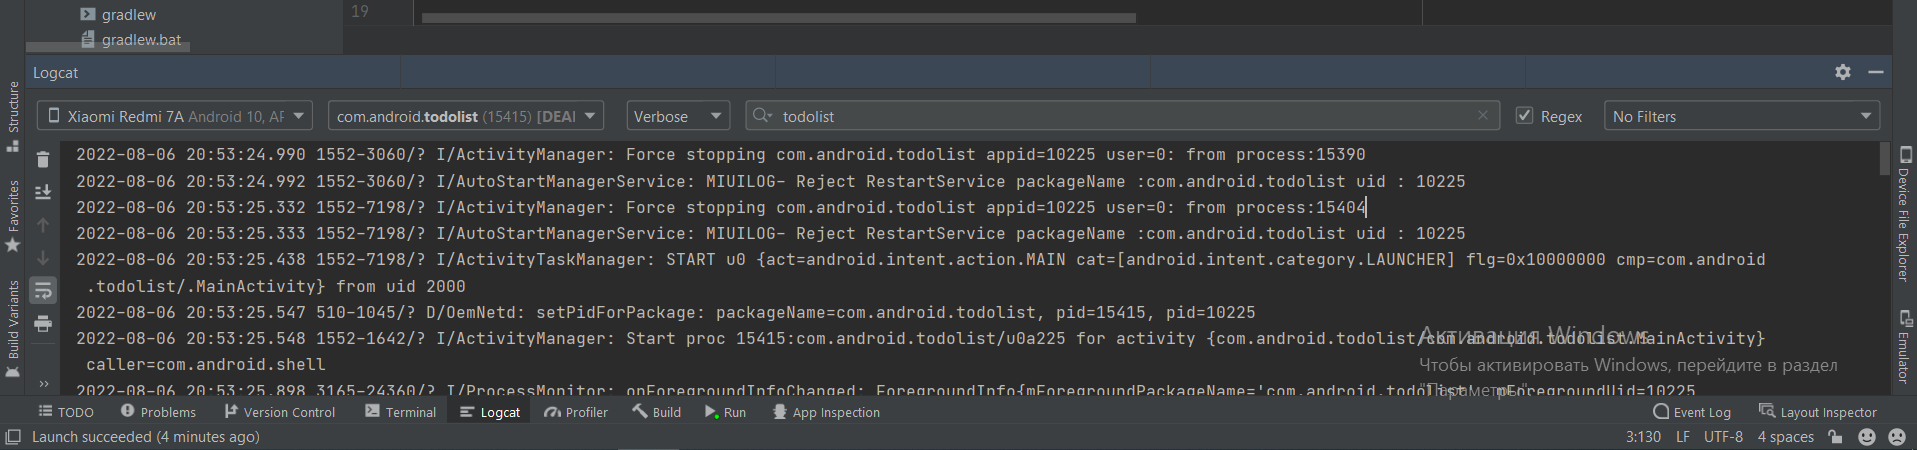 gradlew
gradlew.bat
19
Logcat
Xiaomi Redmi 7A Android 10, AP
com.android.todolist (15415) [DEA
Verbose
todolist
Regex
No Filters
2022-08-06 20:53:24.990 1552-3060/? I/ActivityManager: Force stopping com.android.todolist appid=10225 user=0: from process:15390
2022-08-06 20:53:24.992 1552-3060/? I/AutoStartManagerService: MIUILOG- Reject RestartService packageName :com.android.todolist uid : 10225
2022-08-06 20:53:25.332 1552-7198/? I/ActivityManager: Force stopping com.android.todolist appid=10225 user=0: from process:15404
2022-08-06 20:53:25.333 1552-7198/? I/AutoStartManagerService: MIUILOG- Reject RestartService packageName :com.android.todolist uid : 10225
2022-08-06 20:53:25.438 1552-7198/? I/ActivityTaskManager: START u0 {act=android.intent.action.MAIN cat=[android.intent.category.LAUNCHER] flg=0x10000000 cmp=com.android
.todolist/.MainActivity} from uid 2000
2022-08-06 20:53:25.547 510-1045/? D/OemNetd: setPidForPackage: packageName=com.android.todolist, pid=15415, pid=10225
2022-08-06 20:53:25.548 1552-1642/? I/ActivityManager: Start proc 15415:com.android.todolist/u0a225 for activity {com.android.todolist/com.android.todolist.MainActivity}
caller=com.android.shell
2022-08-06 20:53:25.898 3165-24360/? I/ProcessMonitor: onForegroundInfoChanged: ForegroundInfo{mForegroundPackageName='com.android.todolist', mForegroundUid=10225
Активация Windows
Чтобы активировать Windows, перейдите в раздел
"Параметры".
Structure
Favorites
Build Variants
Device File Explorer
Emulator
TODO
Problems
Version Control
Terminal
Logcat
Profiler
Build
Run
App Inspection
Event Log
Layout Inspector
Launch succeeded (4 minutes ago)
3:130
LF
UTF-8
4 spaces